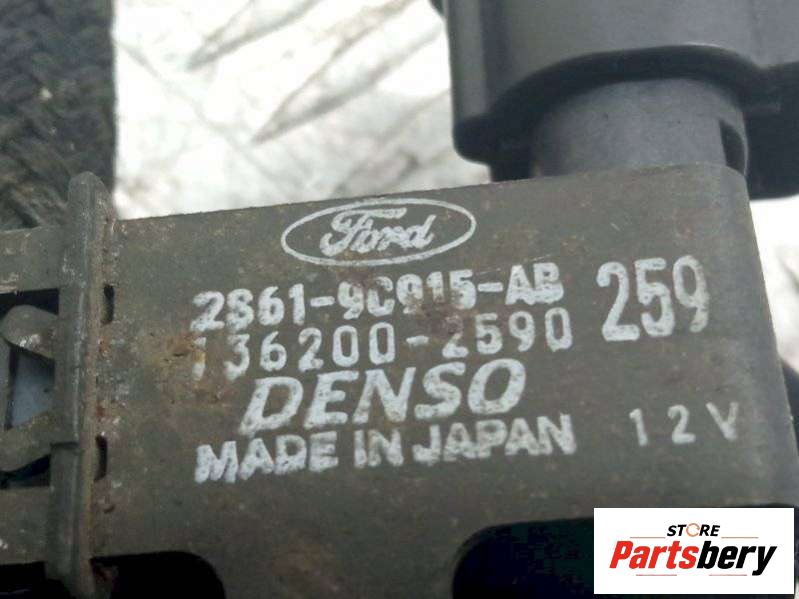 Ford
2S61-9C915-AB
136200-2590
259
DENSO
MADE IN JAPAN
12V
STORE
Partsbery